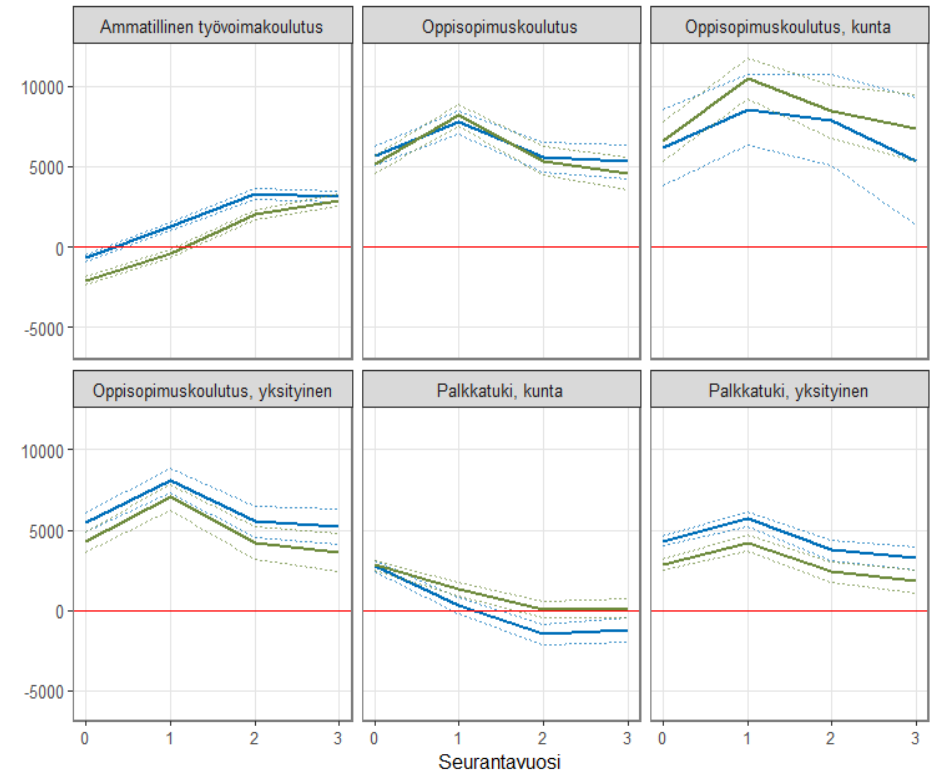 Ammatillinen työvoimakoulutus
Oppisopimuskoulutus
Oppisopimuskoulutus, kunta
10000
5000
0
-5000
Oppisopimuskoulutus, yksityinen
Palkkatuki, kunta
Palkkatuki, yksityinen
10000
5000
0
-5000
0 1 2 3
0 1 2 3
0 1 2 3
Seurantavuosi